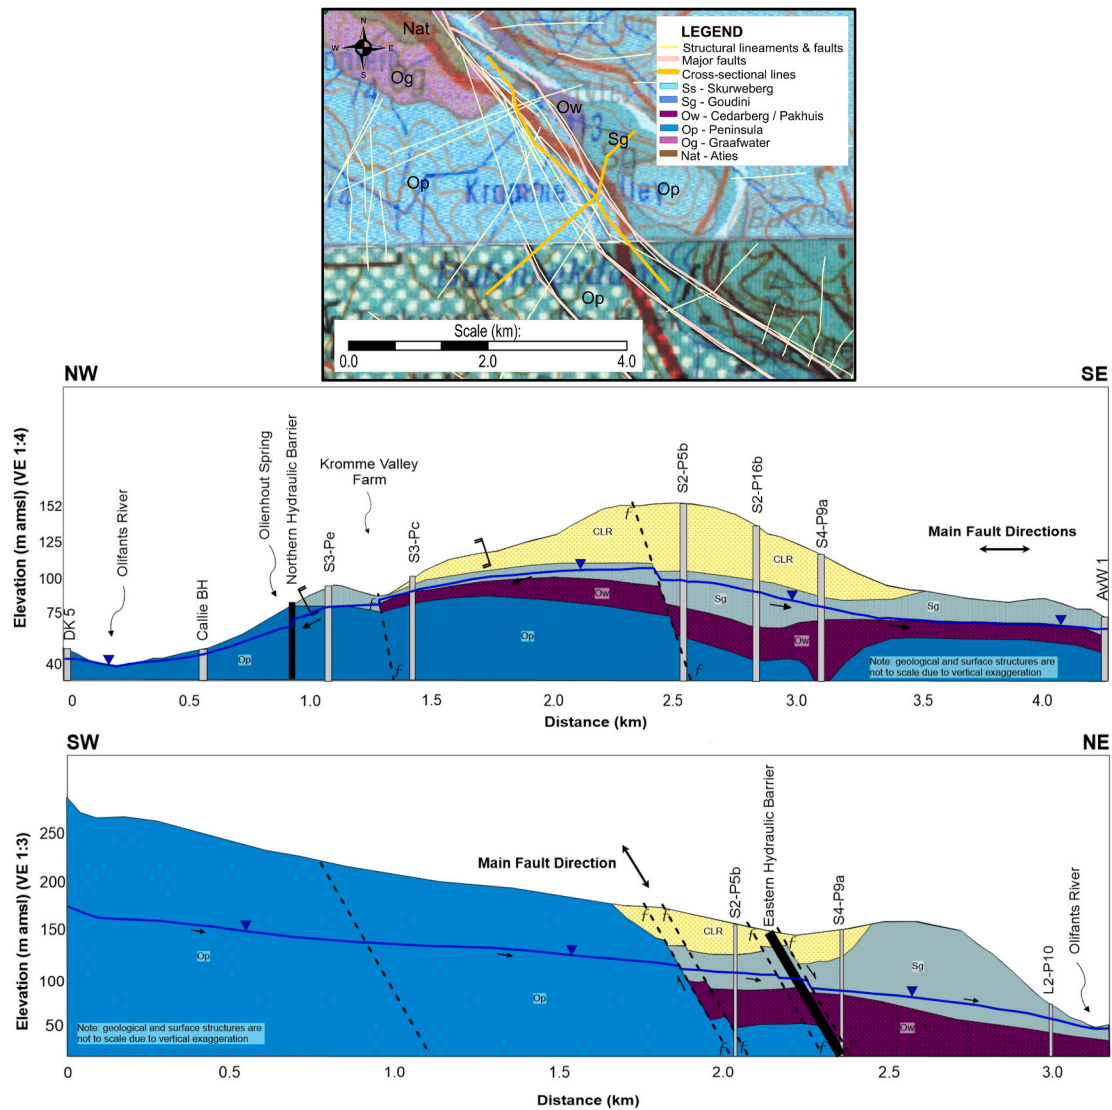 N
W
E
S
Nat
Og
Ow
Sg
Op
Op
Op
LEGEND
Structural lineaments & faults
Major faults
Cross-sectional lines
Ss - Skurweberg
Sg - Goudini
Ow - Cedarberg / Pakhuis
Op - Peninsula
Og - Graafwater
Nat - Aties
Scale (km):
0.0
2.0
4.0
NW
SE
Elevation (m amsl) (VE 1:4)
152
125
100
75
40
DK 5
Olifants River
Callie BH
Olienhout Spring
Northern Hydraulic Barrier
S3-Pe
Kromme Valley
Farm
S3-Pc
S2-P5b
S2-P16b
S4-P9a
AVV 1
Main Fault Directions
CLR
CLR
f
f
f
f
Op
Op
Ow
Sg
Ow
Sg
Note: geological and surface structures are
not to scale due to vertical exaggeration
0
0.5
1.0
1.5
2.0
2.5
3.0
3.5
4.0
Distance (km)
SW
NE
Elevation (m amsl) (VE 1:3)
250
200
150
100
50
Main Fault Direction
S2-P5b
Eastern Hydraulic Barrier
S4-P9a
L2-P10
Olifants River
CLR
f
f
f
f
f
f
f
f
Op
Op
Sg
Ow
Note: geological and surface structures are
not to scale due to vertical exaggeration
0
0.5
1.0
1.5
2.0
2.5
3.0
Distance (km)